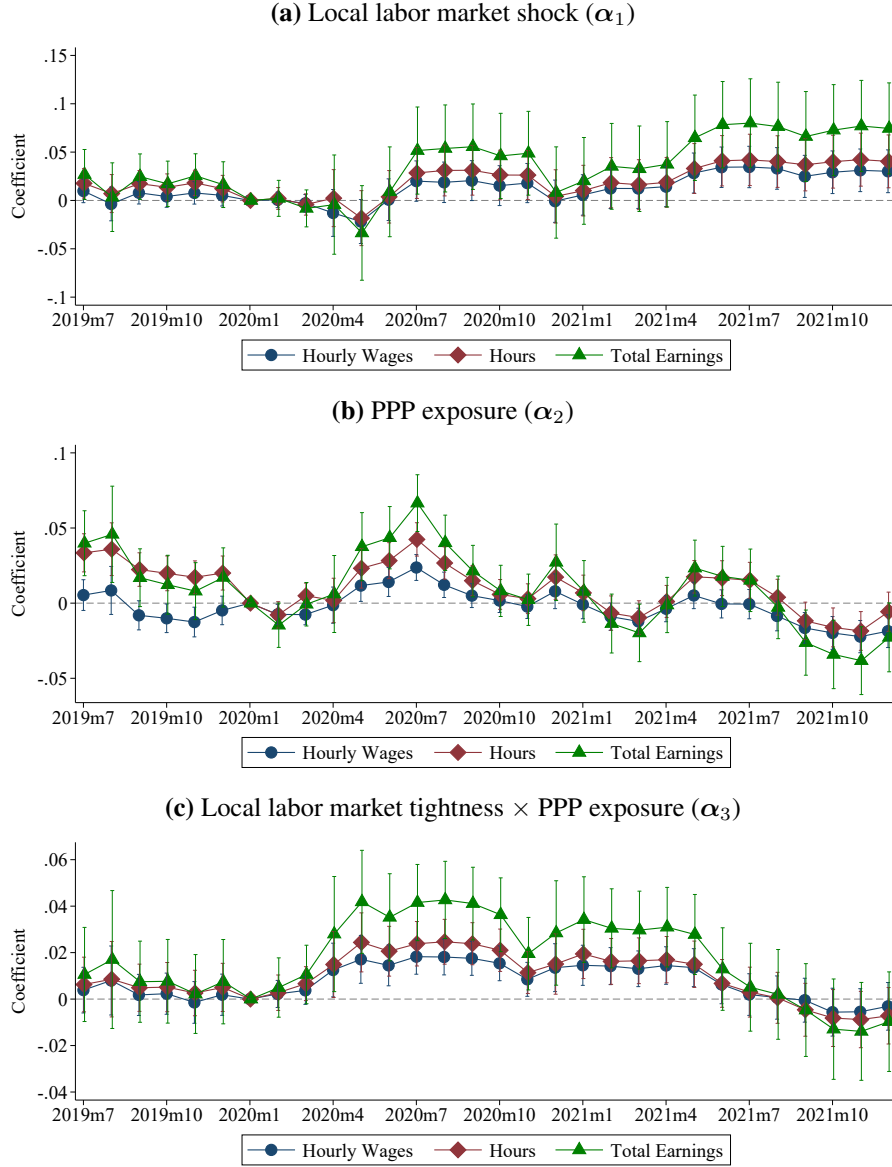 (a) Local labor market shock (α₁)
.15
.1
.05
0
-.05
-.1
Coefficient
2019m7 2019m10 2020m1 2020m4 2020m7 2020m10 2021m1 2021m4 2021m7 2021m10
Hourly Wages Hours Total Earnings
(b) PPP exposure (α₂)
.1
.05
0
-.05
Coefficient
2019m7 2019m10 2020m1 2020m4 2020m7 2020m10 2021m1 2021m4 2021m7 2021m10
Hourly Wages Hours Total Earnings
(c) Local labor market tightness × PPP exposure (α₃)
.06
.04
.02
0
-.02
-.04
Coefficient
2019m7 2019m10 2020m1 2020m4 2020m7 2020m10 2021m1 2021m4 2021m7 2021m10
Hourly Wages Hours Total Earnings